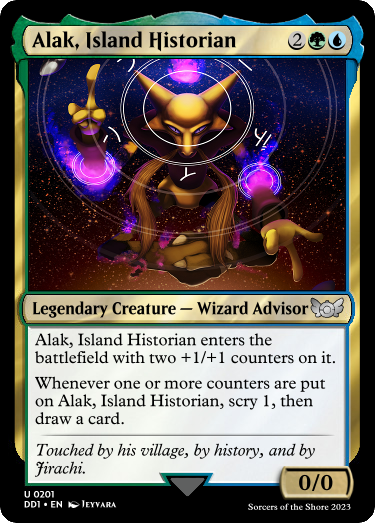 Alak, Island Historian 2
Legendary Creature — Wizard Advisor
Alak, Island Historian enters the
battlefield with two +1/+1 counters on it.
Whenever one or more counters are put
on Alak, Island Historian, scry 1, then
draw a card.
Touched by his village, by history, and by
Jirachi.
0/0
U 0201
DD1 • EN Jeyvara
Sorcers of the Shore 2023